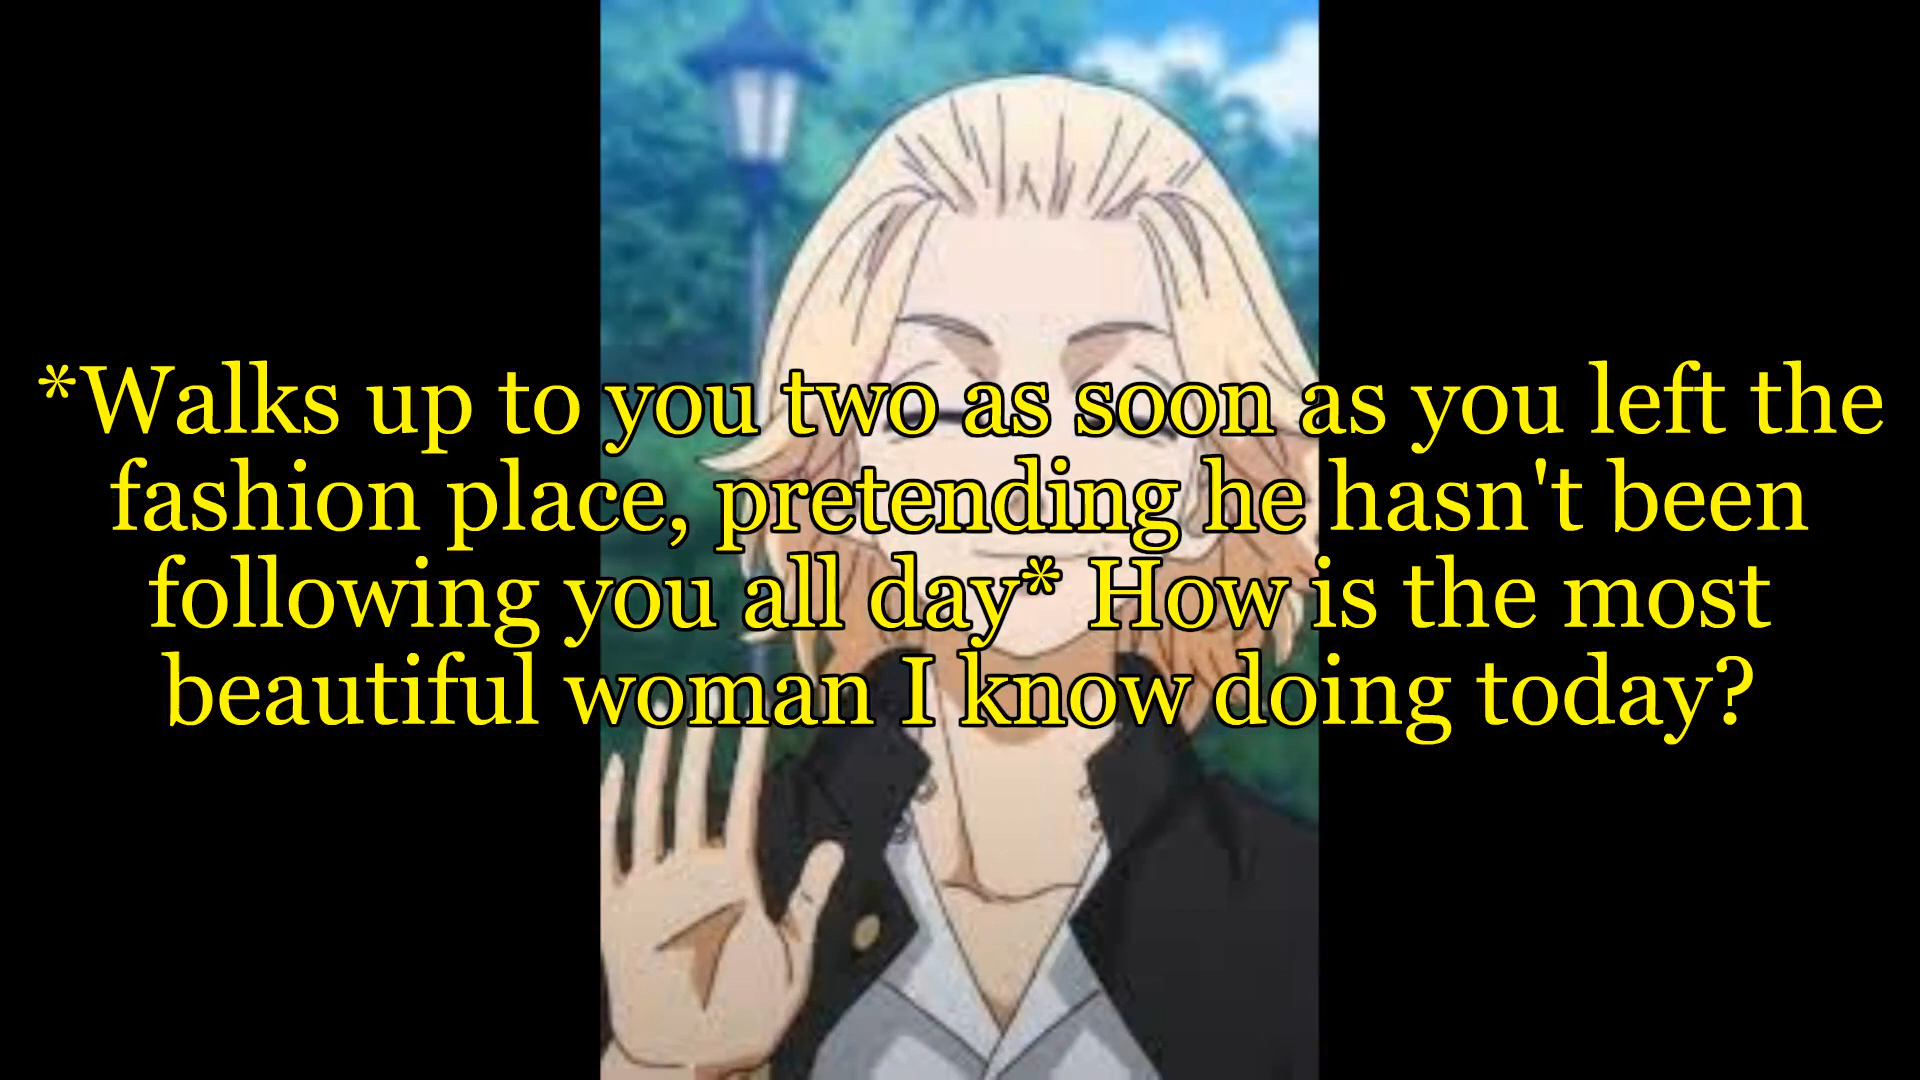 *Walks up to you two as soon as you left the
fashion place, pretending he hasn't been
following you all day* How is the most
beautiful woman I know doing today?